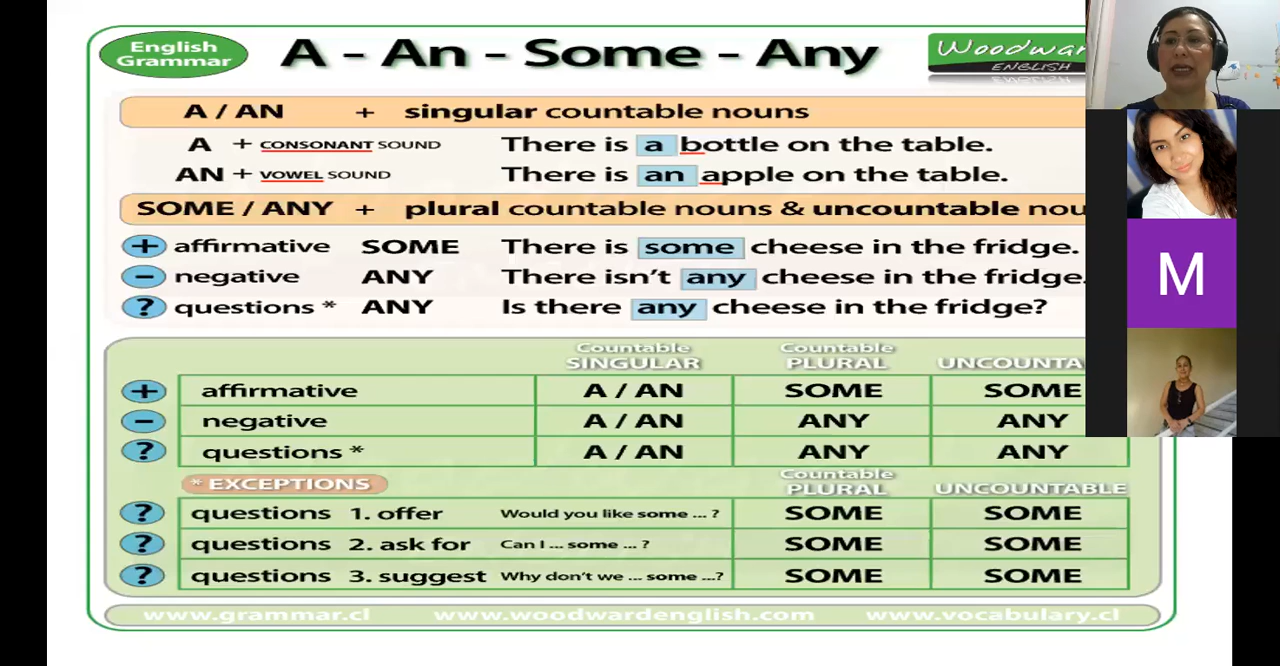 English
Grammar
A - An - Some - Any
Woodwar
ENGLISH
A / AN + singular countable nouns
A + CONSONANT SOUND There is a bottle on the table.
AN + VOWEL SOUND There is an apple on the table.
SOME / ANY + plural countable nouns & uncountable nou
+ affirmative SOME There is some cheese in the fridge.
− negative ANY There isn't any cheese in the fridge.
? questions * ANY Is there any cheese in the fridge?
Countable Countable
SINGULAR PLURAL UNCOUNTA
+ affirmative A / AN SOME SOME
− negative A / AN ANY ANY
? questions * A / AN ANY ANY
* EXCEPTIONS Countable
PLURAL UNCOUNTABLE
? questions 1. offer Would you like some ... ? SOME SOME
? questions 2. ask for Can I ... some ... ? SOME SOME
? questions 3. suggest Why don't we ... some ...? SOME SOME
www.grammar.cl www.woodwardenglish.com www.vocabulary.cl
M